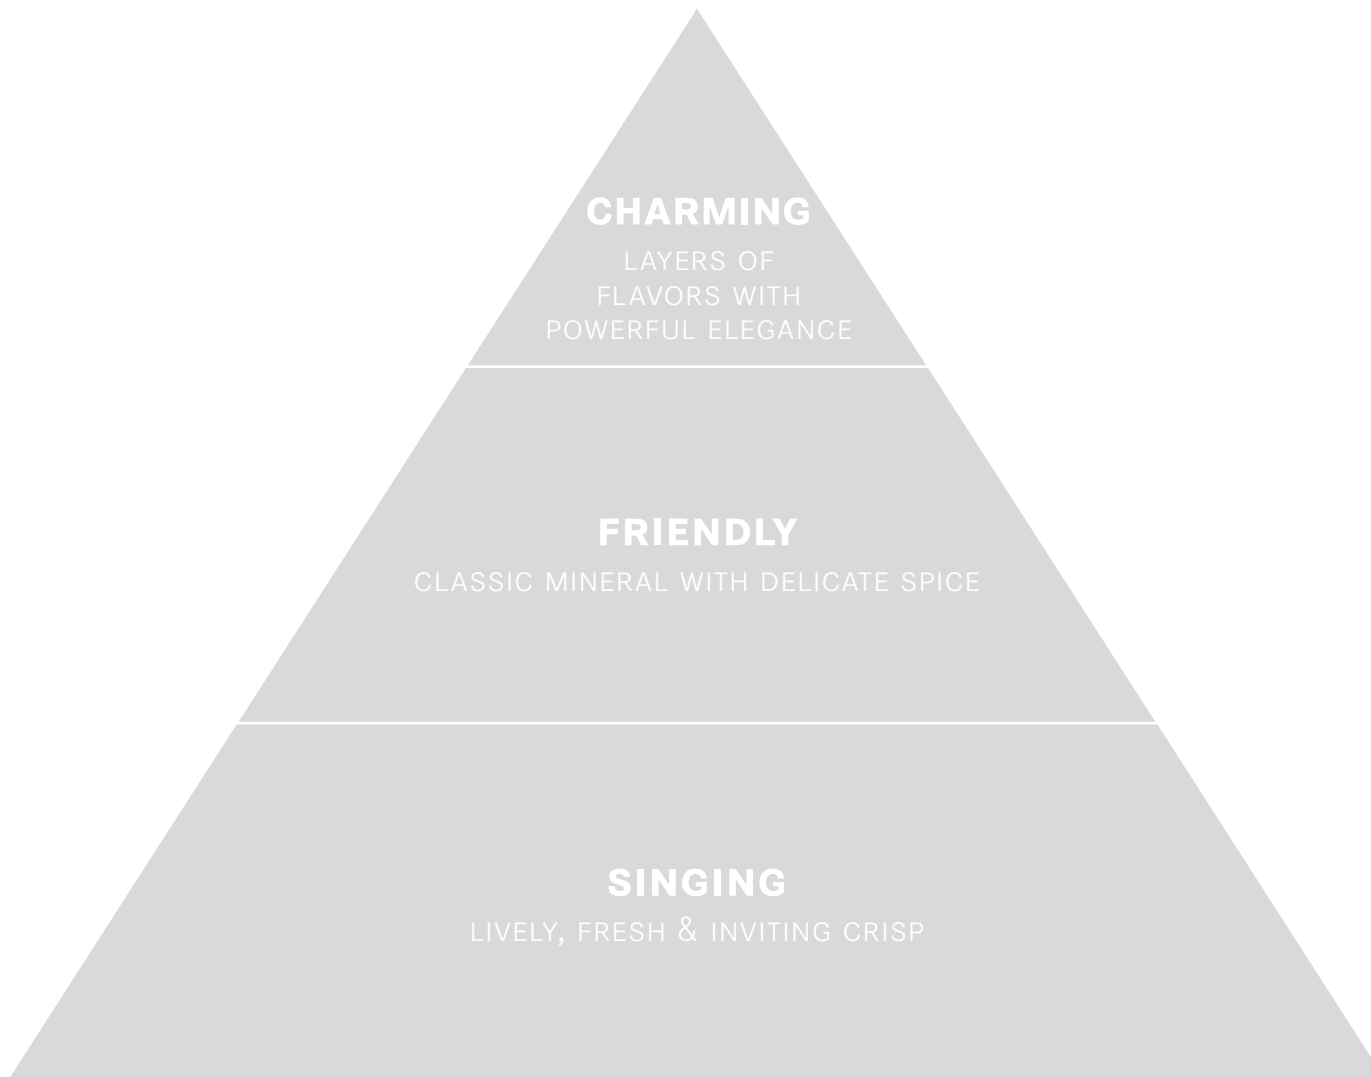 CHARMING
LAYERS OF
FLAVORS WITH
POWERFUL ELEGANCE
FRIENDLY
CLASSIC MINERAL WITH DELICATE SPICE
SINGING
LIVELY, FRESH & INVITING CRISP